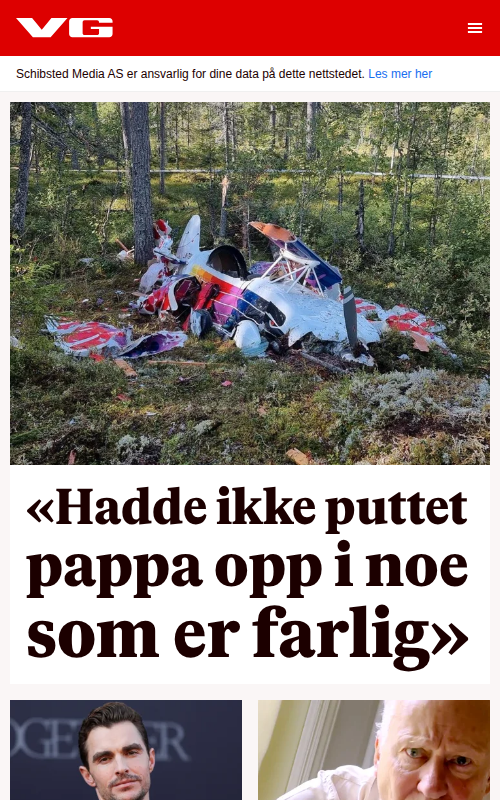 VG
Schibsted Media AS er ansvarlig for dine data på dette nettstedet. Les mer her
«Hadde ikke puttet
pappa opp i noe
som er farlig»